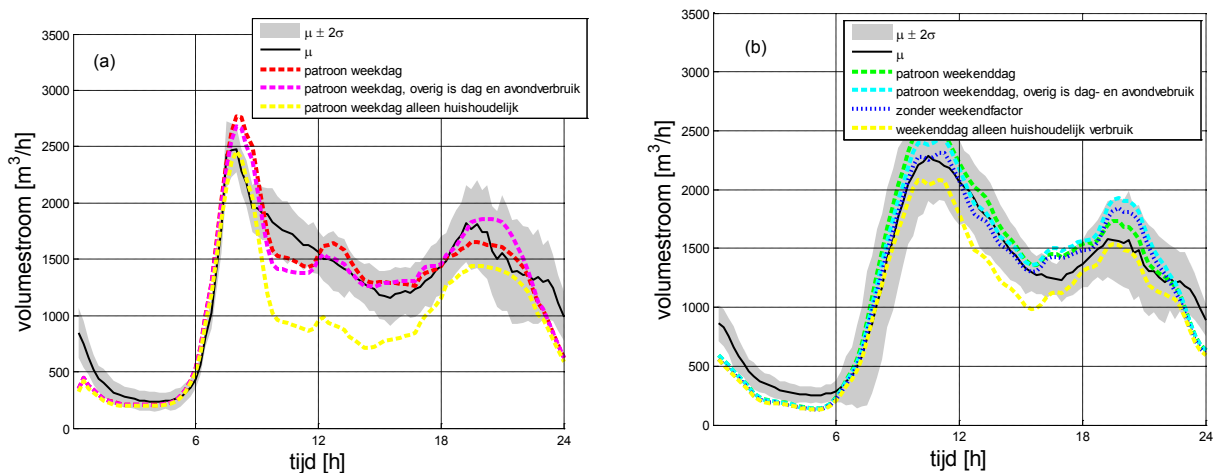 (a)
μ ± 2σ
μ
patroon weekdag
patroon weekdag, overig is dag en avondverbruik
patroon weekdag alleen huishoudelijk
volumestroom [m³/h]
3500
3000
2500
2000
1500
1000
500
0
6
12
18
24
tijd [h]
(b)
μ ± 2σ
μ
patroon weekenddag
patroon weekenddag, overig is dag- en avondvebruik
zonder weekendfactor
weekenddag alleen huishoudelijk verbruik
volumestroom [m³/h]
3500
3000
2500
2000
1500
1000
500
0
6
12
18
24
tijd [h]